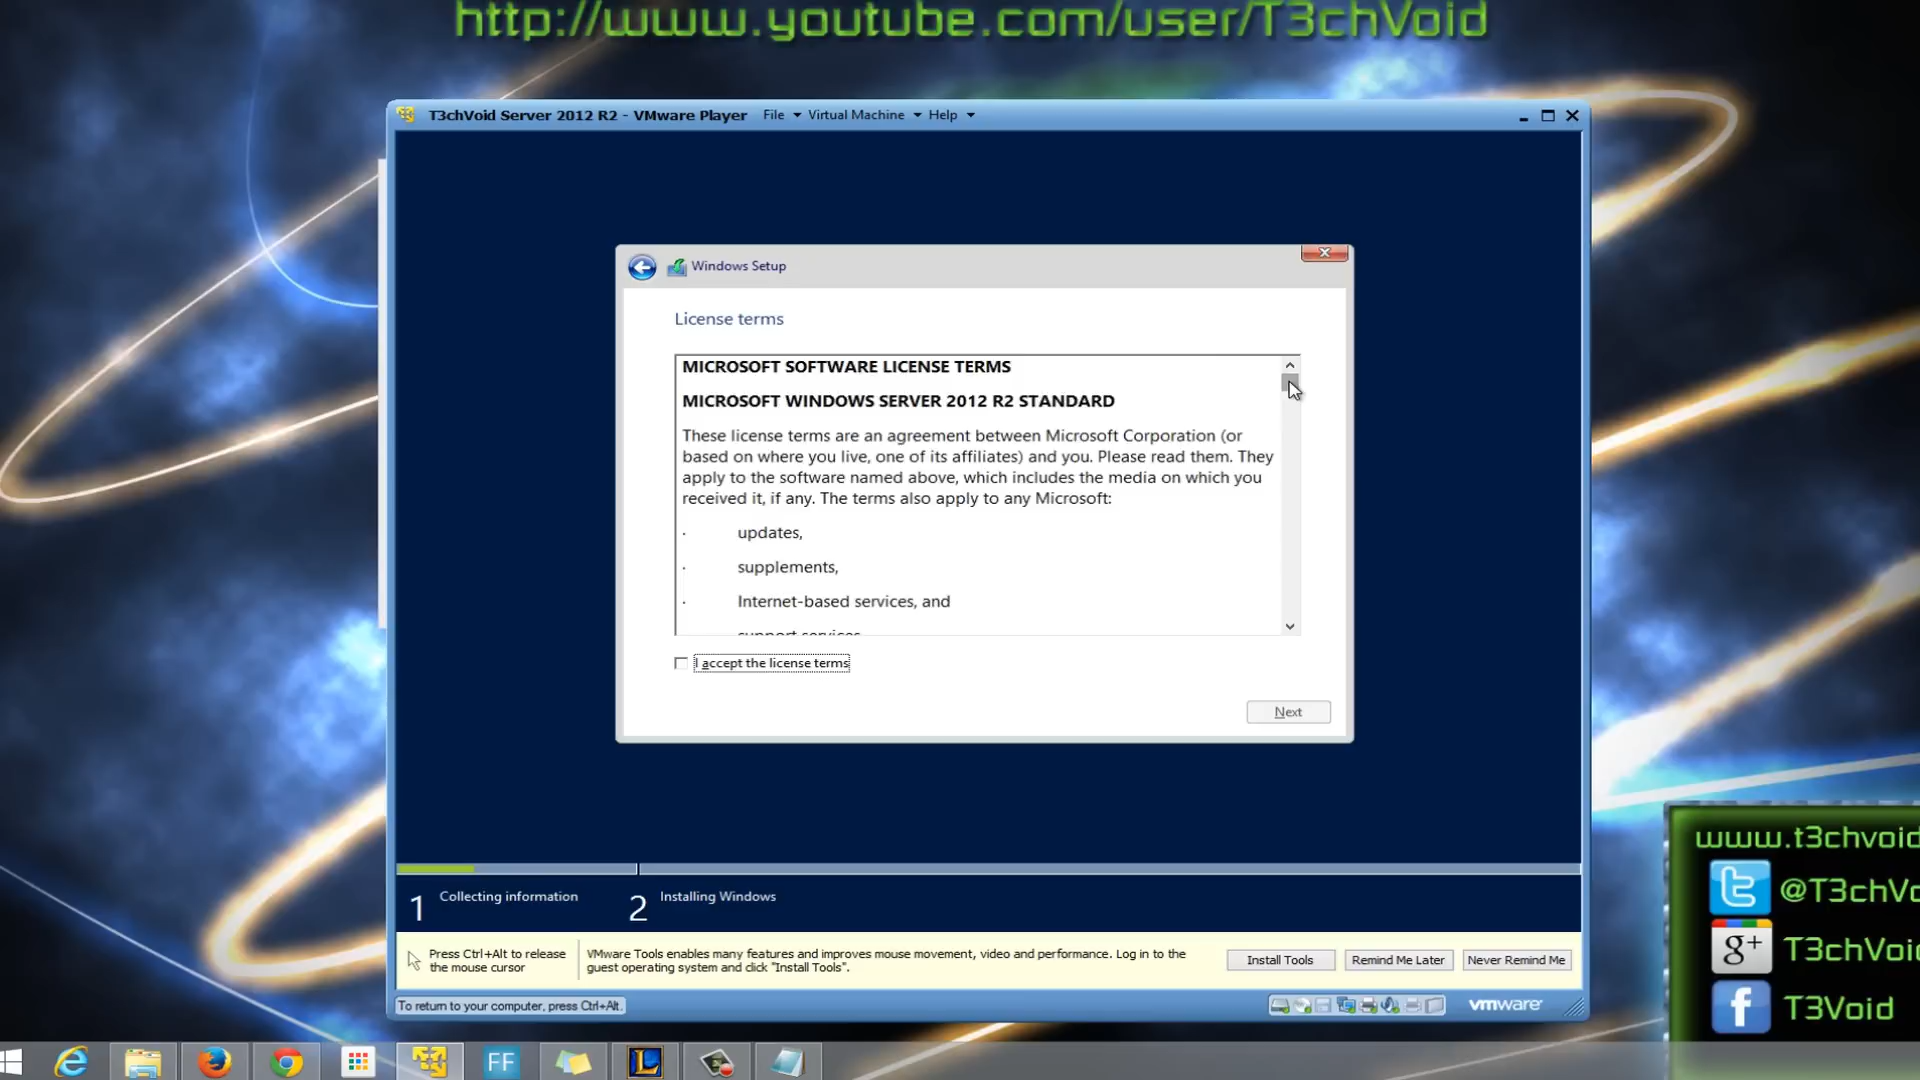 http://www.youtube.com/user/T3chVoid
T3chVoid Server 2012 R2 - VMware Player File Virtual Machine Help
Windows Setup
License terms
MICROSOFT SOFTWARE LICENSE TERMS
MICROSOFT WINDOWS SERVER 2012 R2 STANDARD
These license terms are an agreement between Microsoft Corporation (or
based on where you live, one of its affiliates) and you. Please read them. They
apply to the software named above, which includes the media on which you
received it, if any. The terms also apply to any Microsoft:
· updates,
· supplements,
· Internet-based services, and
support services
I accept the license terms
Next
1 Collecting information 2 Installing Windows
Press Ctrl+Alt to release
the mouse cursor
VMware Tools enables many features and improves mouse movement, video and performance. Log in to the
guest operating system and click "Install Tools".
Install Tools Remind Me Later Never Remind Me
To return to your computer, press Ctrl+Alt.
vmware
www.t3chvoid
@T3chVo
g+ T3chVoid
f T3Void
FF
L